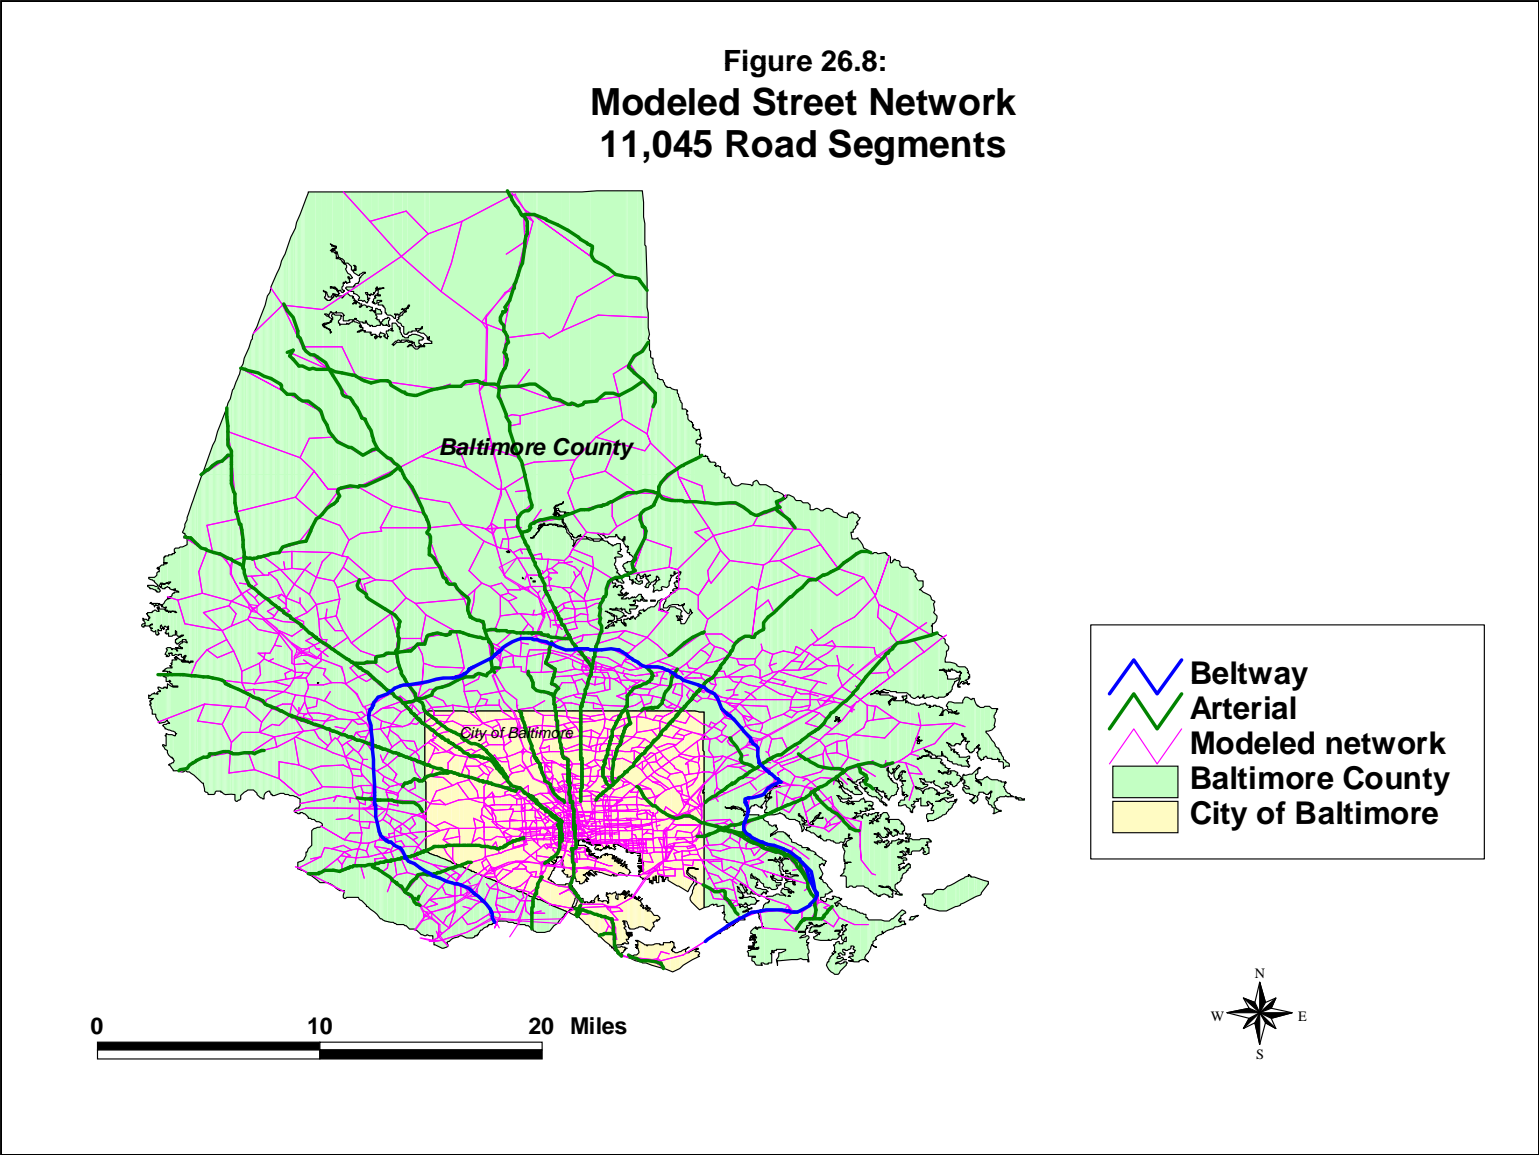 Figure 26.8:
Modeled Street Network
11,045 Road Segments
Baltimore County
City of Baltimore
Beltway
Arterial
Modeled network
Baltimore County
City of Baltimore
N
W E
S
0 10 20 Miles